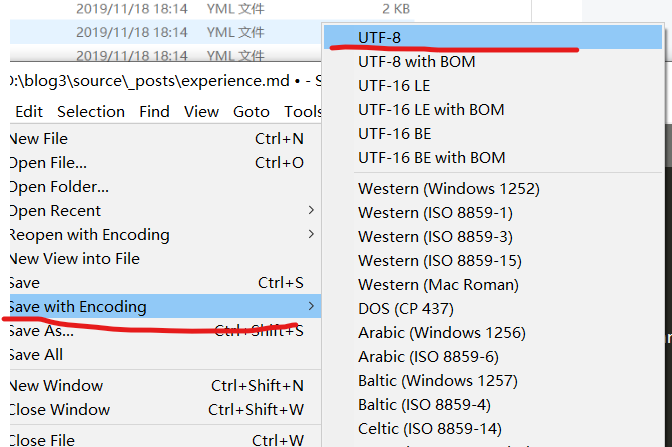 2019/11/18 18:14 YML 文件 2 KB
2019/11/18 18:14 YML 文件
2019/11/18 18:14 YML 文件
D:\blog3\source\_posts\experience.md • - S
Edit Selection Find View Goto Tools
New File Ctrl+N
Open File... Ctrl+O
Open Folder...
Open Recent
Reopen with Encoding
New View into File
Save Ctrl+S
Save with Encoding
Save As... Ctrl+Shift+S
Save All
New Window Ctrl+Shift+N
Close Window Ctrl+Shift+W
Close File Ctrl+W
UTF-8
UTF-8 with BOM
UTF-16 LE
UTF-16 LE with BOM
UTF-16 BE
UTF-16 BE with BOM
Western (Windows 1252)
Western (ISO 8859-1)
Western (ISO 8859-3)
Western (ISO 8859-15)
Western (Mac Roman)
DOS (CP 437)
Arabic (Windows 1256)
Arabic (ISO 8859-6)
Baltic (Windows 1257)
Baltic (ISO 8859-4)
Celtic (ISO 8859-14)